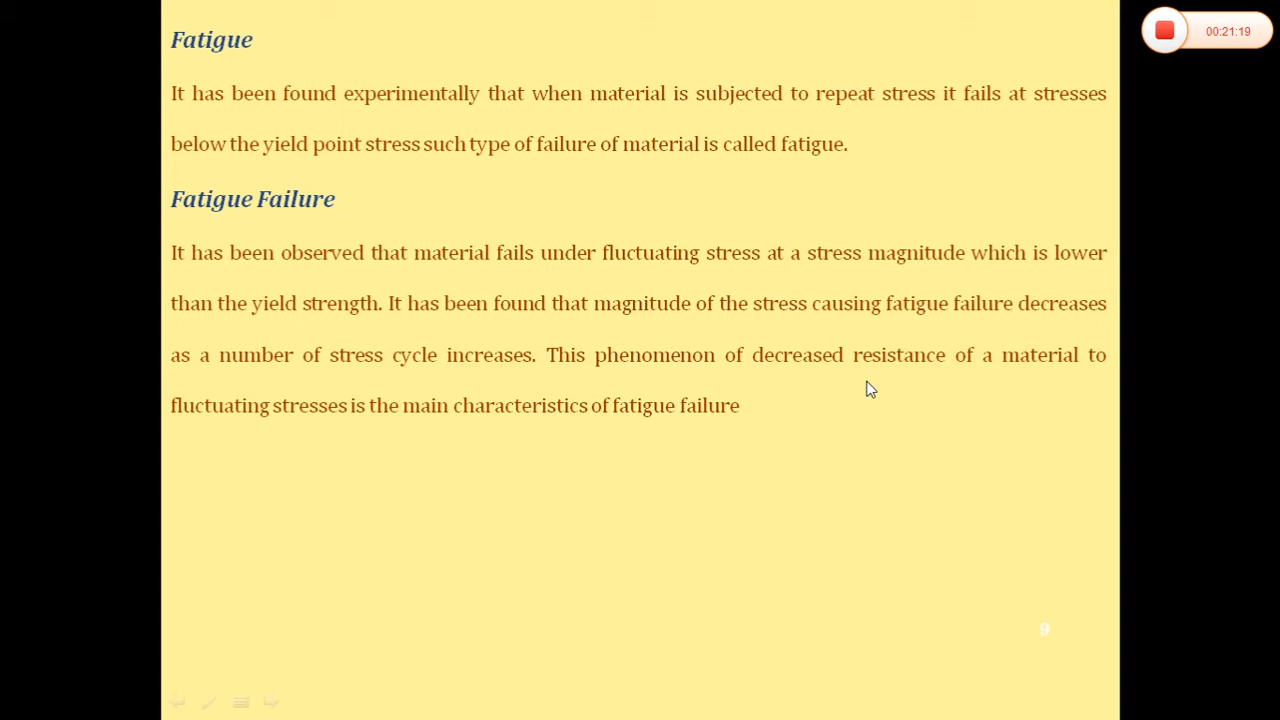 00:21:19
Fatigue
It has been found experimentally that when material is subjected to repeat stress it fails at stresses
below the yield point stress such type of failure of material is called fatigue.
Fatigue Failure
It has been observed that material fails under fluctuating stress at a stress magnitude which is lower
than the yield strength. It has been found that magnitude of the stress causing fatigue failure decreases
as a number of stress cycle increases. This phenomenon of decreased resistance of a material to
fluctuating stresses is the main characteristics of fatigue failure
9